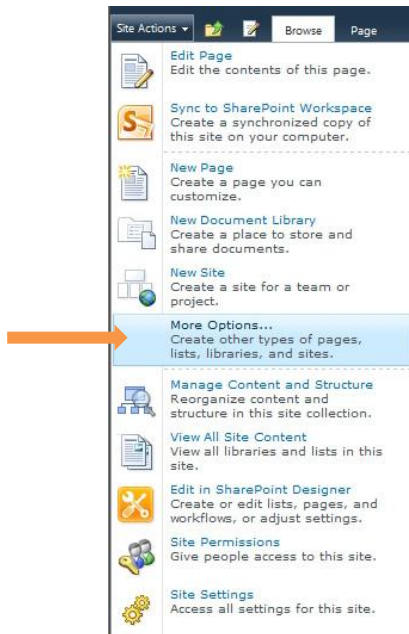 Site Actions Browse Page
Edit Page
Edit the contents of this page.
Sync to SharePoint Workspace
Create a synchronized copy of
this site on your computer.
New Page
Create a page you can
customize.
New Document Library
Create a place to store and
share documents.
New Site
Create a site for a team or
project.
More Options...
Create other types of pages,
lists, libraries, and sites.
Manage Content and Structure
Reorganize content and
structure in this site collection.
View All Site Content
View all libraries and lists in this
site.
Edit in SharePoint Designer
Create or edit lists, pages, and
workflows, or adjust settings.
Site Permissions
Give people access to this site.
Site Settings
Access all settings for this site.